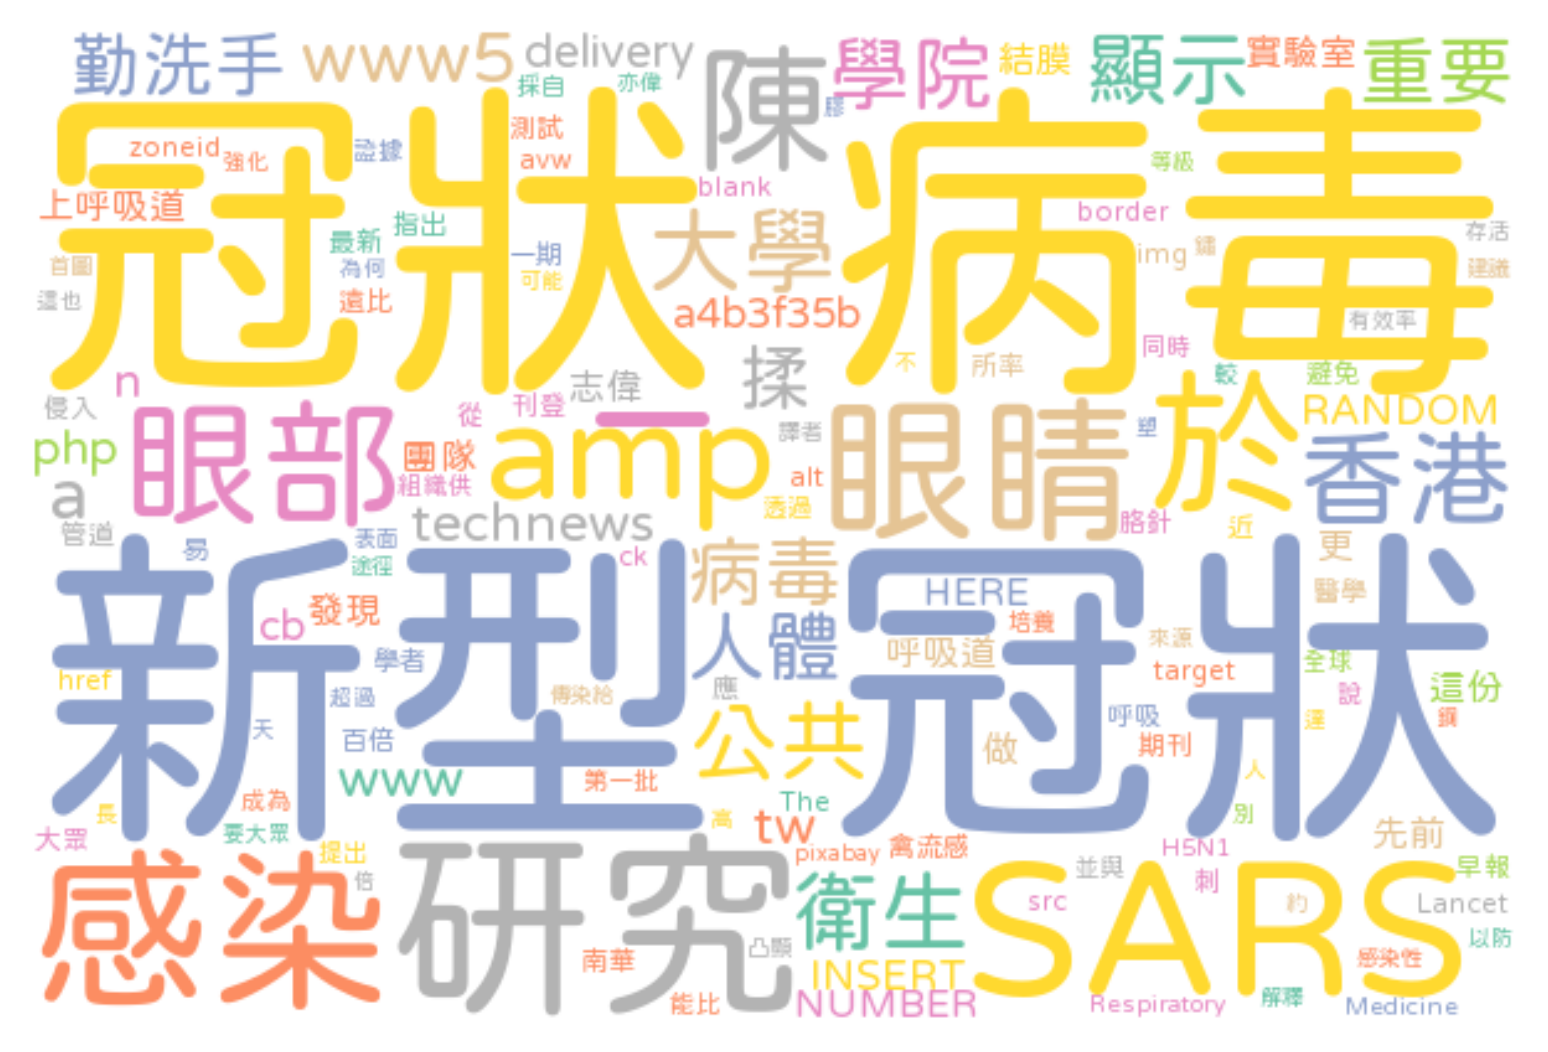 勤洗手 www5 delivery 陳 學院 結膜 顯示 實驗室 重要
採自 亦偉 膠
冠狀病毒
zoneid 強化 證據 測試 avw blank 等級
上呼吸道 指出 大學 border 存活
首圖 最新 為何 一期 可能 img 鏽 建議
這也 遠比 a4b3f35b 有效率
n 志偉 揉 不 所率 同時 較 避免
侵入 從 刊登 一 譯者 塑 於 RANDOM
php 眼部 團隊 amp 眼睛 香港
a 組織供 alt 透過 胳針 近
管道 technews
易 表面 途徑 ck 病毒 更
新型冠狀
HERE 醫學
cb 發現 人體 培養 來源
href 學者 呼吸道 target 全球 這份
超過 傳染給 應 說
天 百倍 公共 做 呼吸 期刊 達 鋼
www 第一批 人
長 成為 The 別
大眾 要大眾 高 tw 先前
提出 pixabay 禽流感 H5N1 早報
感染 倍 研究 衛生 並與 刺 SARS
src 約 Lancet
南華 凸顯 以防
INSERT 感染性
能比 NUMBER Respiratory 解釋 Medicine